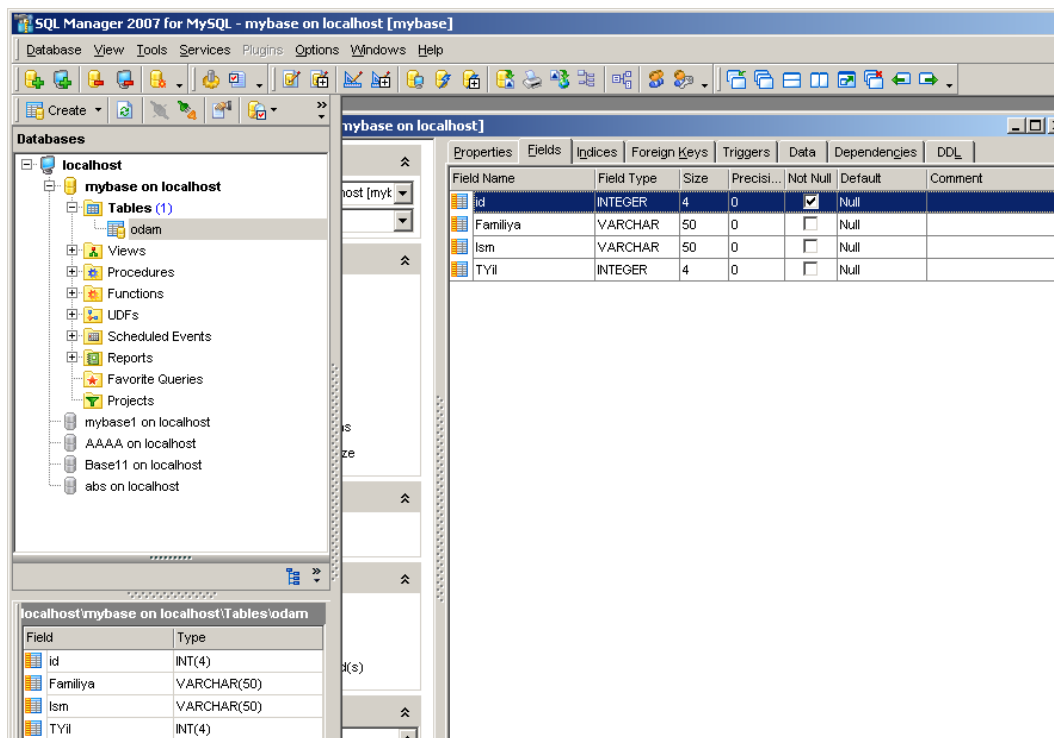 SQL Manager 2007 for MySQL - mybase on localhost [mybase]
Database View Tools Services Plugins Options Windows Help
Create
Databases
localhost
mybase on localhost
Tables (1)
odam
Views
Procedures
Functions
UDFs
Scheduled Events
Reports
Favorite Queries
Projects
mybase1 on localhost
AAAA on localhost
Base11 on localhost
abs on localhost
localhost\mybase on localhost\Tables\odam
Field Type
id INT(4)
Familiya VARCHAR(50)
Ism VARCHAR(50)
TYil INT(4)
mybase on localhost]
host [myk
ns
ze
d(s)
Properties Fields Indices Foreign Keys Triggers Data Dependencies DDL
Field Name Field Type Size Precisi... Not Null Default Comment
id INTEGER 4 0 Null
Familiya VARCHAR 50 0 Null
Ism VARCHAR 50 0 Null
TYil INTEGER 4 0 Null